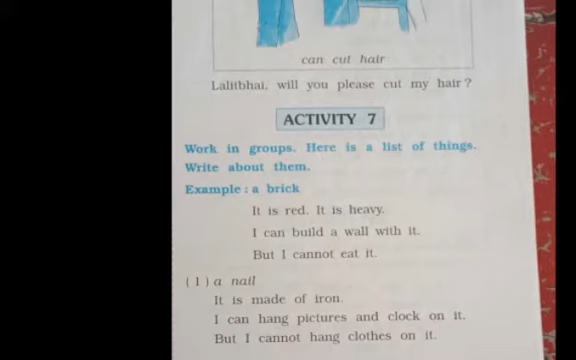 can cut hair
Lalitbhai, will you please cut my hair?
ACTIVITY 7
Work in groups. Here is a list of things.
Write about them.
Example : a brick
It is red. It is heavy.
I can build a wall with it.
But I cannot eat it.
(1) a nail
It is made of iron.
I can hang pictures and clock on it.
But I cannot hang clothes on it.